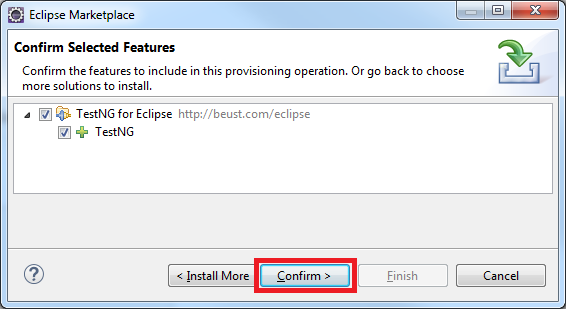 Eclipse Marketplace
Confirm Selected Features
Confirm the features to include in this provisioning operation. Or go back to choose
more solutions to install.
TestNG for Eclipse http://beust.com/eclipse
TestNG
? < Install More Confirm > Finish Cancel